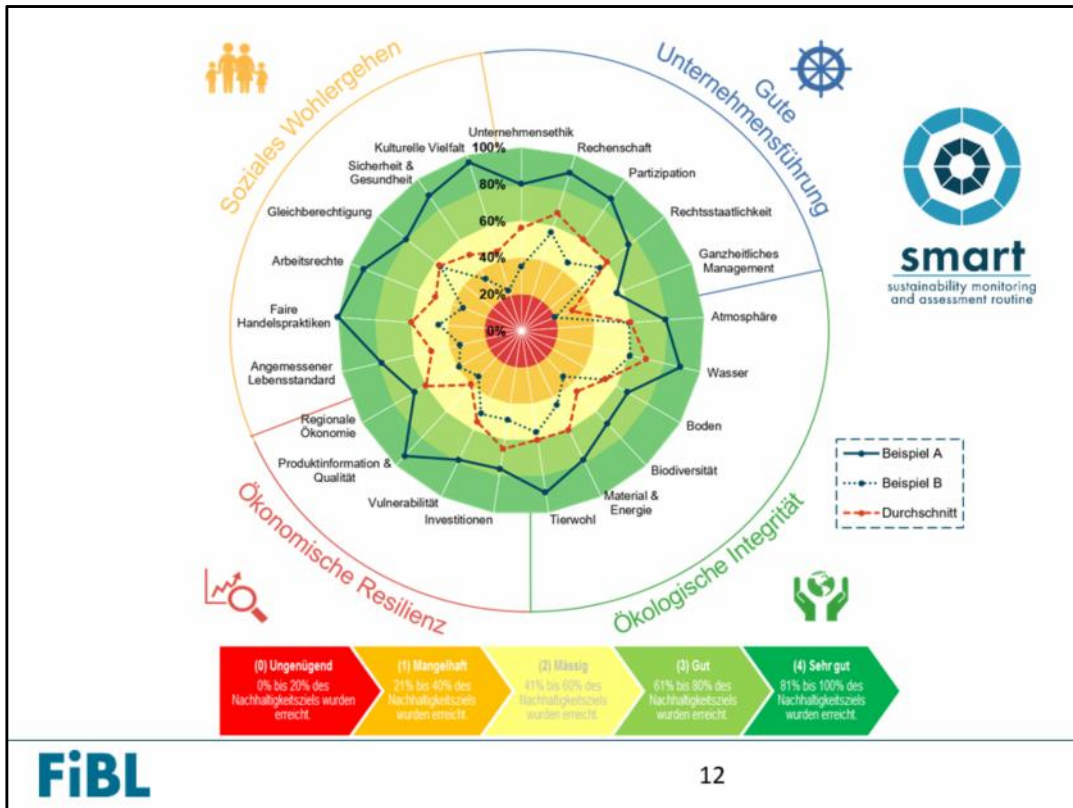 Soziales Wohlergehen
Gute
Unternehmensführung
Unternehmensethik
Rechenschaft
Partizipation
Rechtsstaatlichkeit
Ganzheitliches
Management
Atmosphäre
Wasser
Boden
Biodiversität
Material &
Energie
Tierwohl
Investitionen
Vulnerabilität
Produktinformation &
Qualität
Regionale
Ökonomie
Angemessener
Lebensstandard
Faire
Handelspraktiken
Arbeitsrechte
Gleichberechtigung
Sicherheit &
Gesundheit
Kulturelle Vielfalt
100%
80%
60%
40%
20%
0%
smart
sustainability monitoring
and assessment routine
Beispiel A
Beispiel B
Durchschnitt
Ökonomische Resilienz
Ökologische Integrität
(0) Ungenügend
0% bis 20% des
Nachhaltigkeitsziels wurden
erreicht.
(1) Mangelhaft
21% bis 40% des
Nachhaltigkeitsziels
wurden erreicht.
(2) Mässig
41% bis 60% des
Nachhaltigkeitsziels
wurden erreicht.
(3) Gut
61% bis 80% des
Nachhaltigkeitsziels
wurden erreicht.
(4) Sehr gut
81% bis 100% des
Nachhaltigkeitsziels
wurden erreicht.
FiBL
12